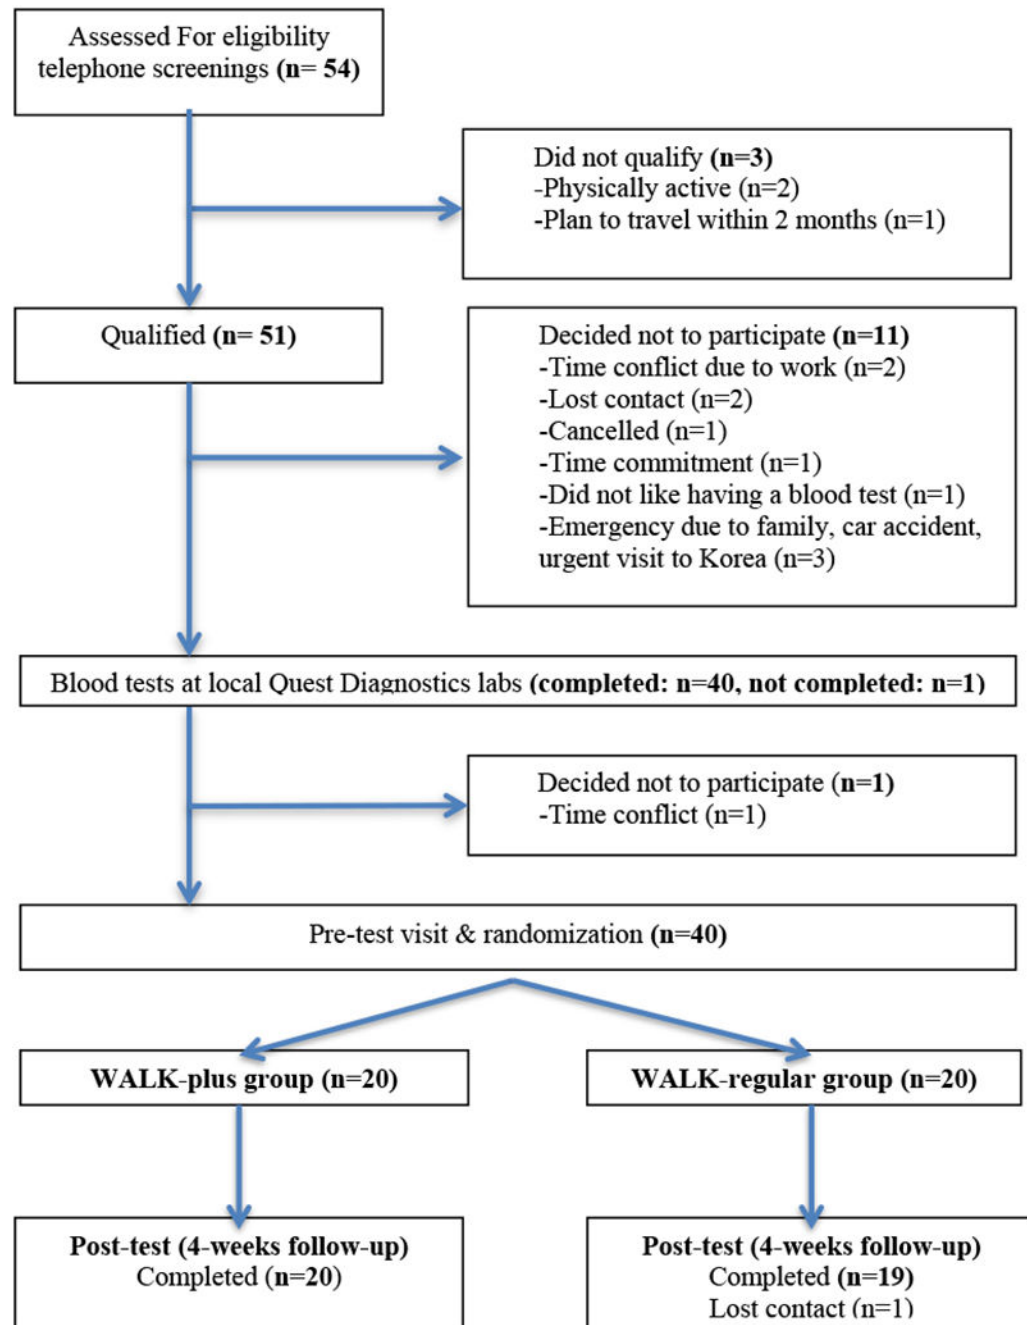 Assessed For eligibility
telephone screenings (n= 54)
Did not qualify (n=3)
-Physically active (n=2)
-Plan to travel within 2 months (n=1)
Qualified (n= 51)
Decided not to participate (n=11)
-Time conflict due to work (n=2)
-Lost contact (n=2)
-Cancelled (n=1)
-Time commitment (n=1)
-Did not like having a blood test (n=1)
-Emergency due to family, car accident,
urgent visit to Korea (n=3)
Blood tests at local Quest Diagnostics labs (completed: n=40, not completed: n=1)
Decided not to participate (n=1)
-Time conflict (n=1)
Pre-test visit & randomization (n=40)
WALK-plus group (n=20)
WALK-regular group (n=20)
Post-test (4-weeks follow-up)
Completed (n=20)
Post-test (4-weeks follow-up)
Completed (n=19)
Lost contact (n=1)